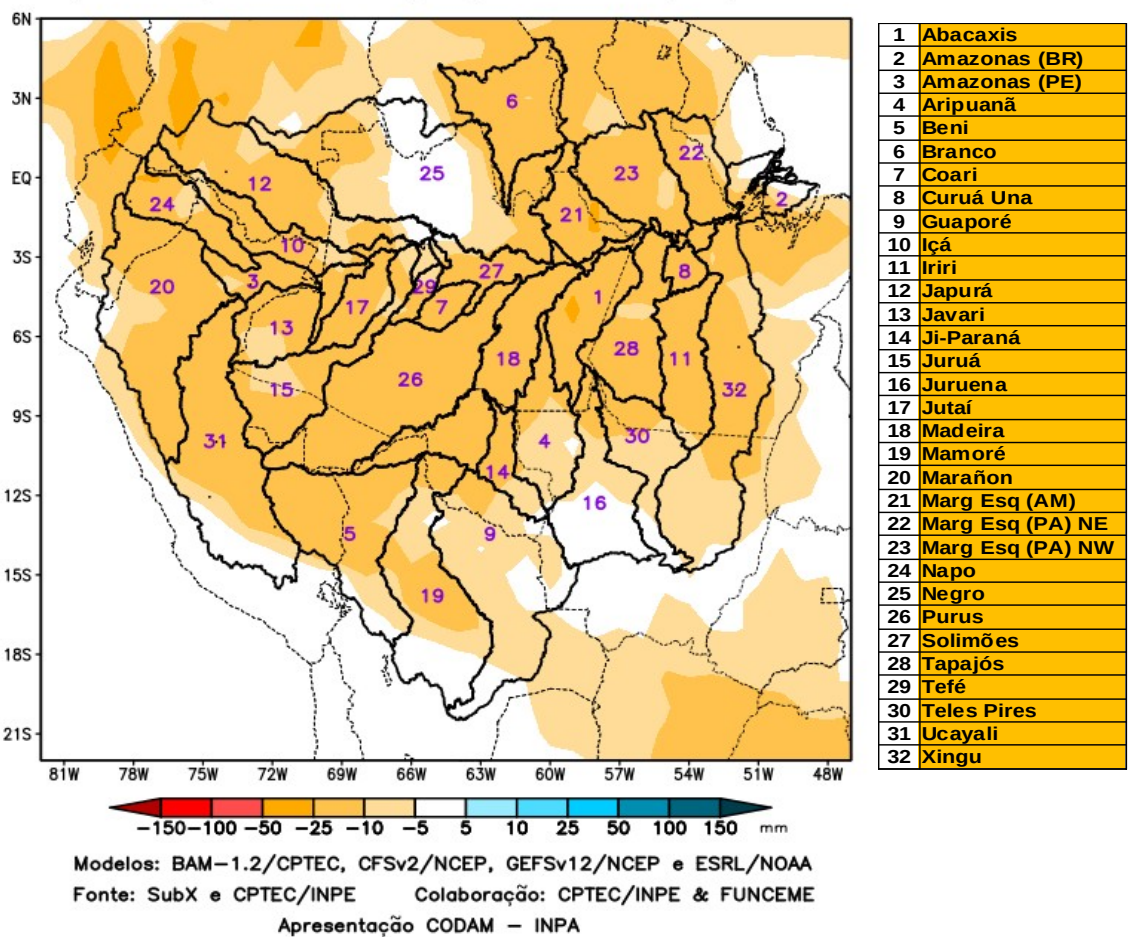 6N
3N
EQ
3S
6S
9S
12S
15S
18S
21S
81W 78W 75W 72W 69W 66W 63W 60W 57W 54W 51W 48W
6
25
22
12
23
24
2
21
10
27
3
8
20
29
1
17
7
13
28
18
11
26
15
32
31
4
30
14
16
5
9
19
-150 -100 -50 -25 -10 -5 5 10 25 50 100 150 mm
Modelos: BAM-1.2/CPTEC, CFSv2/NCEP, GEFSv12/NCEP e ESRL/NOAA
Fonte: SubX e CPTEC/INPE Colaboração: CPTEC/INPE & FUNCEME
Apresentação CODAM - INPA
1 Abacaxis
2 Amazonas (BR)
3 Amazonas (PE)
4 Aripuanã
5 Beni
6 Branco
7 Coari
8 Curuá Una
9 Guaporé
10 Içá
11 Iriri
12 Japurá
13 Javari
14 Ji-Paraná
15 Juruá
16 Juruena
17 Jutaí
18 Madeira
19 Mamoré
20 Marañon
21 Marg Esq (AM)
22 Marg Esq (PA) NE
23 Marg Esq (PA) NW
24 Napo
25 Negro
26 Purus
27 Solimões
28 Tapajós
29 Tefé
30 Teles Pires
31 Ucayali
32 Xingu